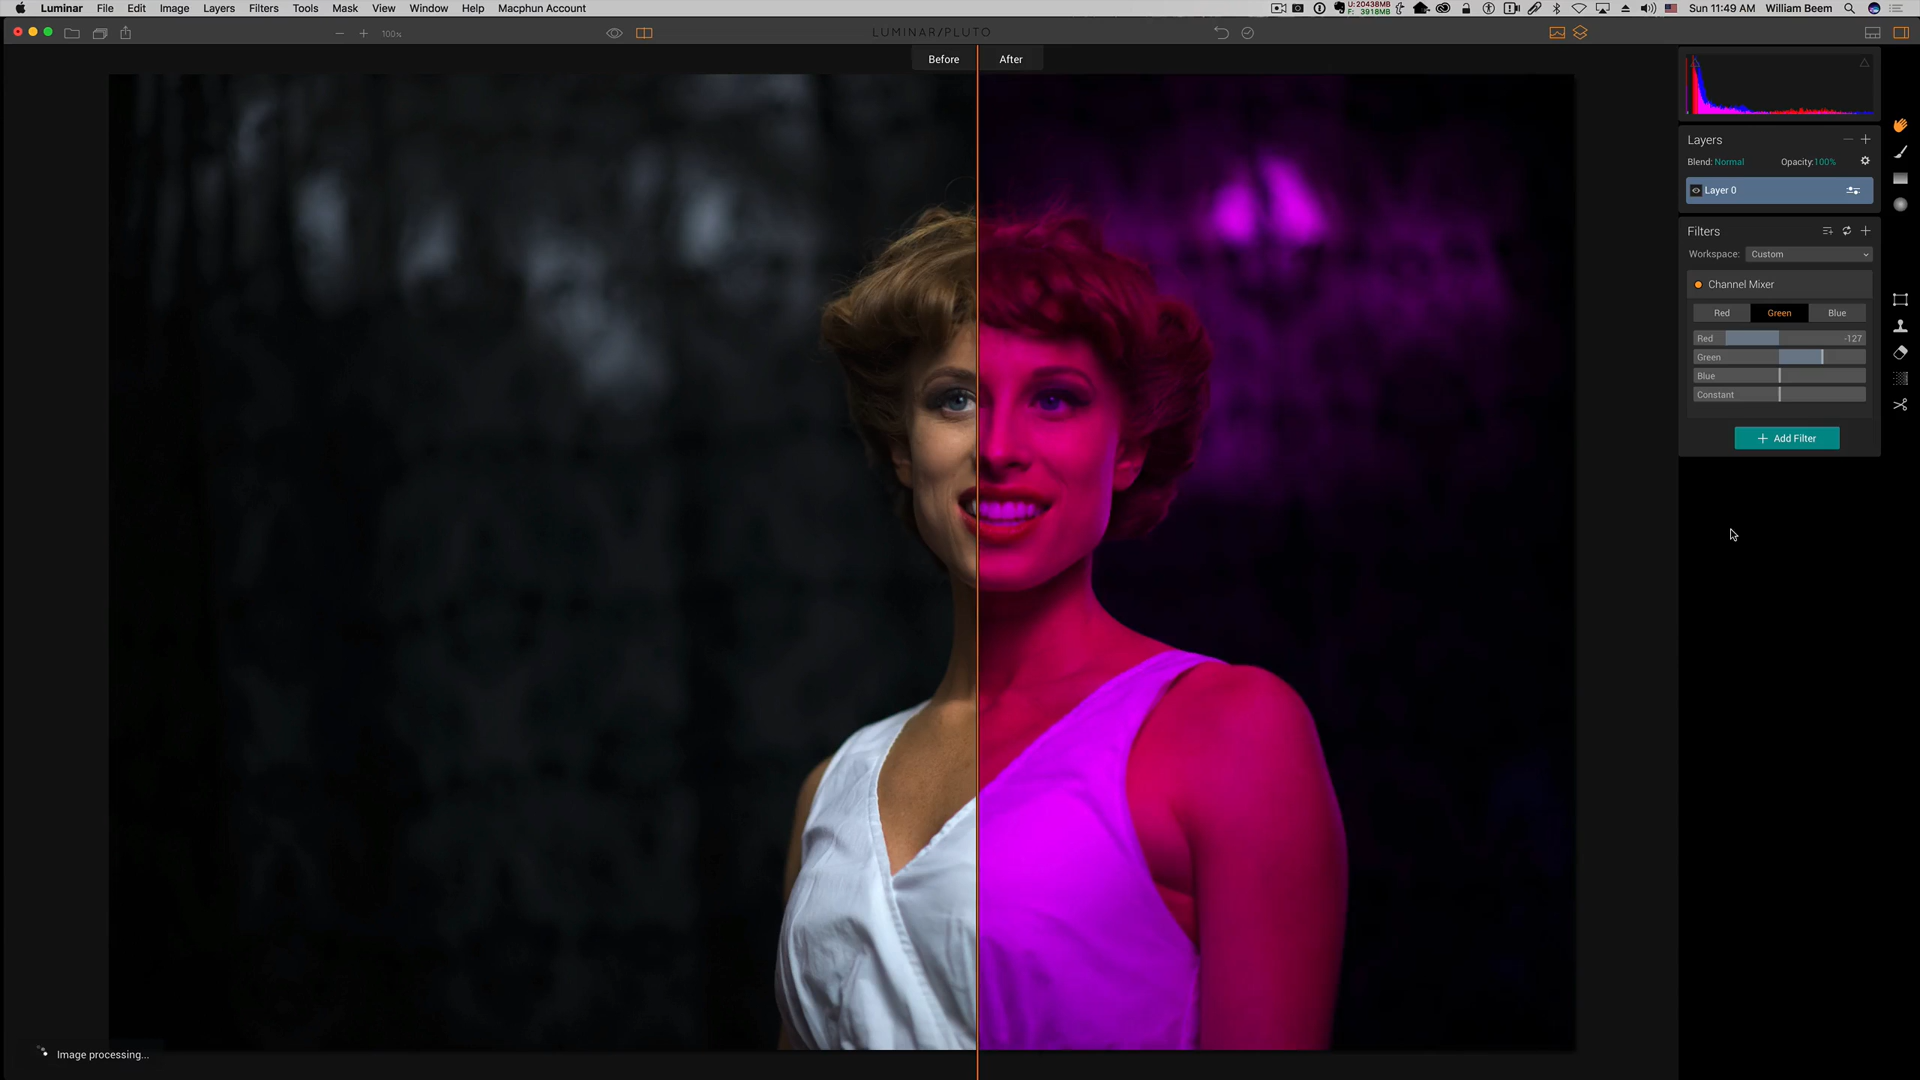 Luminar File Edit Image Layers Filters Tools Mask View Window Help Macphun Account
U: 20438MB
F: 3918MB
Sun 11:49 AM William Beem
100%
LUMINAR/PLUTO
Before After
Layers
Blend: Normal Opacity:100%
Layer 0
Filters
Workspace: Custom
Channel Mixer
Red Green Blue
Red -127
Green
Blue
Constant
+ Add Filter
Image processing...